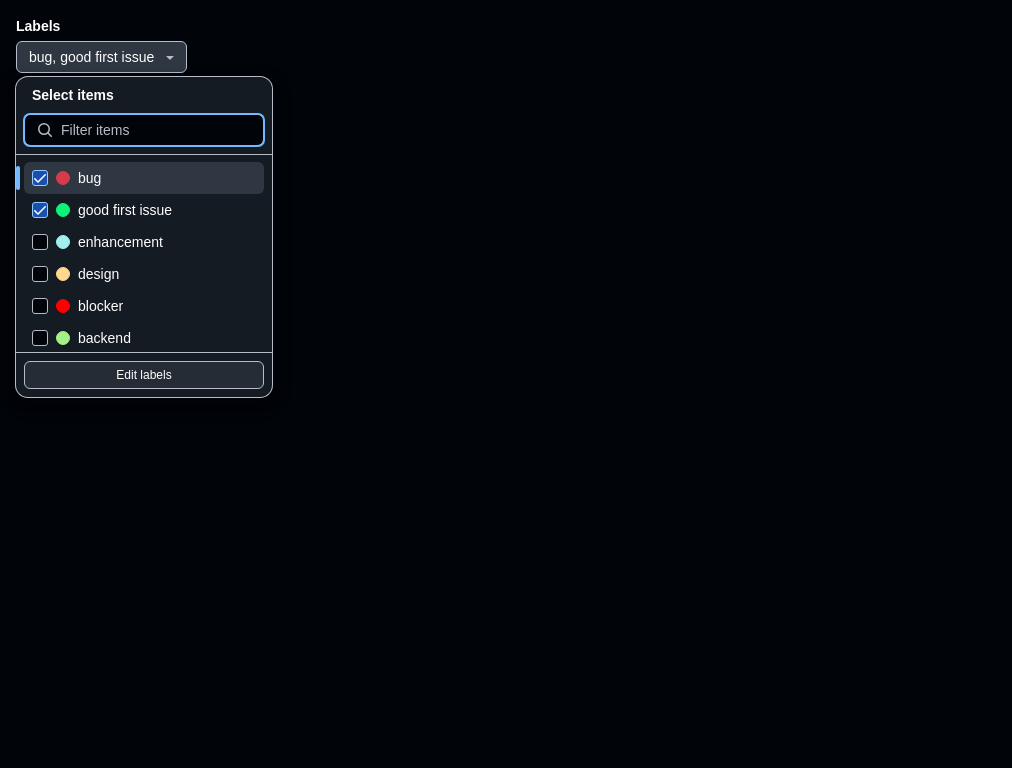 Labels
bug, good first issue
Select items
Filter items
bug
good first issue
enhancement
design
blocker
backend
Edit labels